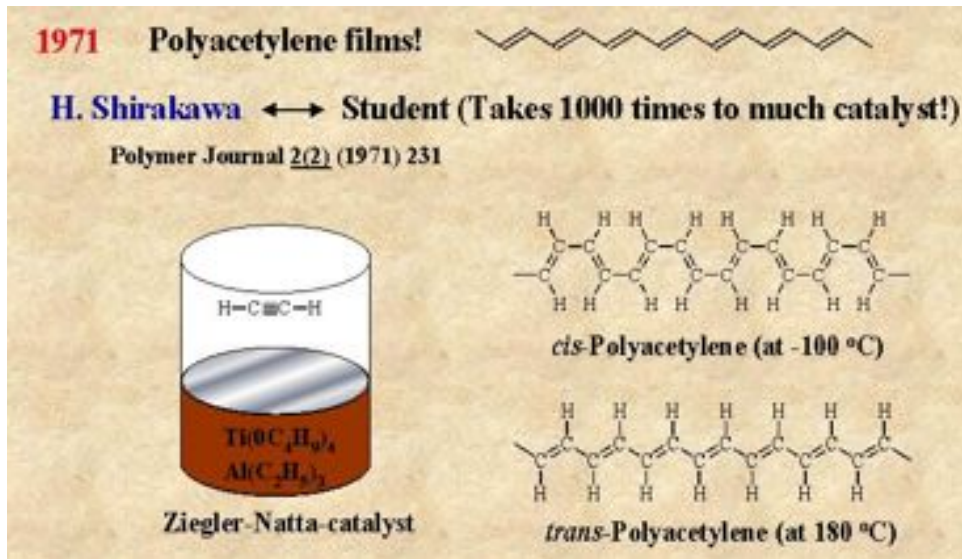 1971 Polyacetylene films!
H. Shirakawa ⟷ Student (Takes 1000 times to much catalyst!)
Polymer Journal 2(2) (1971) 231
H H H H H H H H
C C C C C C C C
C C C C C C C C
H H H H H H H H
H–C≡C–H
cis-Polyacetylene (at -100 °C)
H H H H H H H
C C C C C C C
C C C C C C C
H H H H H H H
Ti(OC₄H₉)₄
Al(C₂H₅)₃
Ziegler-Natta-catalyst
trans-Polyacetylene (at 180 °C)